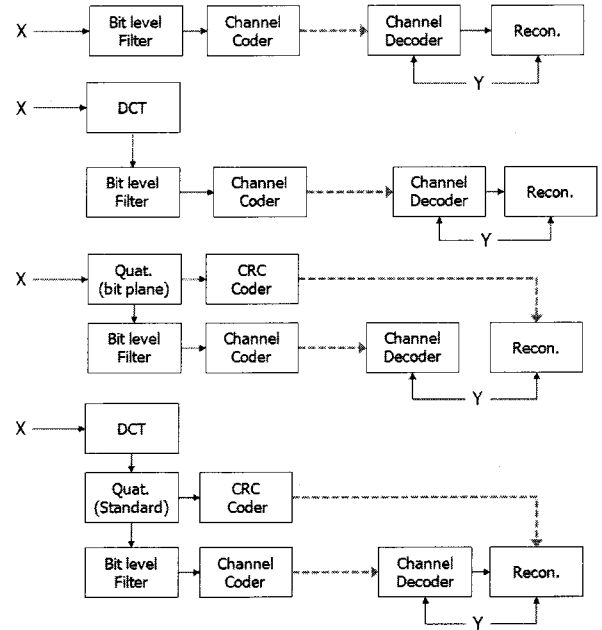 X
Bit level
Filter
Channel
Coder
Channel
Decoder
Recon.
Y
X
DCT
Bit level
Filter
Channel
Coder
Channel
Decoder
Recon.
Y
X
Quat.
(bit plane)
CRC
Coder
Bit level
Filter
Channel
Coder
Channel
Decoder
Recon.
Y
X
DCT
Quat.
(Standard)
CRC
Coder
Bit level
Filter
Channel
Coder
Channel
Decoder
Recon.
Y